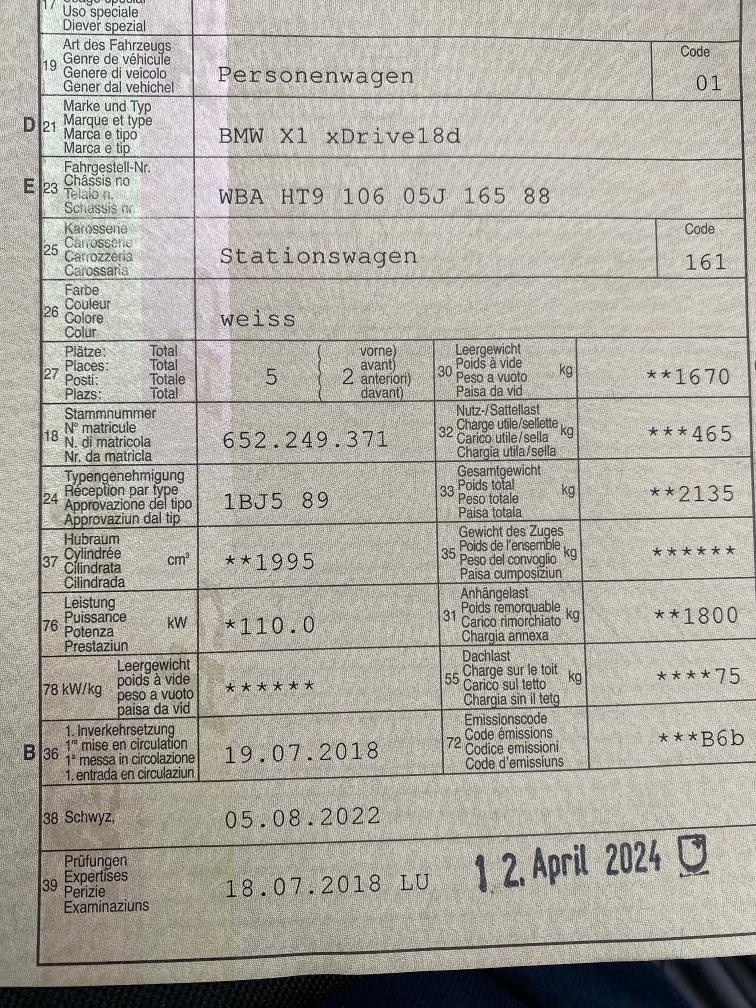 17
Uso speciale
Diever spezial
19 Art des Fahrzeugs
Genre de véhicule
Genere di veicolo
Gener dal vehichel
Personenwagen
Code
01
D 21 Marke und Typ
Marque et type
Marca e tipo
Marca e tip
BMW X1 xDrive18d
E 23 Fahrgestell-Nr.
Châssis no
Telaio n.
Schassis nr.
WBA HT9 106 05J 165 88
25 Karosserie
Carrosserie
Carrozzeria
Carossaria
Stationswagen
Code
161
26 Farbe
Couleur
Colore
Colur
weiss
27 Plätze: Total
Places: Total
Posti: Totale
Plazs: Total
5
( vorne)
avant)
2 anteriori)
( davant)
30 Leergewicht
Poids à vide
Peso a vuoto
Paisa da vid
kg
**1670
18 Stammnummer
N° matricule
N. di matricola
Nr. da matricla
652.249.371
32 Nutz-/Sattellast
Charge utile/sellette
Carico utile/sella
Chargia utila/sella
kg
***465
24 Typengenehmigung
Réception par type
Approvazione del tipo
Approvaziun dal tip
1BJ5 89
33 Gesamtgewicht
Poids total
Peso totale
Paisa totala
kg
**2135
37 Hubraum
Cylindrée
Cilindrata
Cilindrada
cm³
**1995
35 Gewicht des Zuges
Poids de l'ensemble
Peso del convoglio
Paisa cumposiziun
kg
******
76 Leistung
Puissance
Potenza
Prestaziun
kW
*110.0
31 Anhängelast
Poids remorquable
Carico rimorchiato
Chargia annexa
kg
**1800
78 kW/kg
Leergewicht
poids à vide
peso a vuoto
paisa da vid
******
55 Dachlast
Charge sur le toit
Carico sul tetto
Chargia sin il tetg
kg
****75
B 36 1. Inverkehrsetzung
1re mise en circulation
1a messa in circolazione
1. entrada en circulaziun
19.07.2018
72 Emissionscode
Code émissions
Codice emissioni
Code d'emissiuns
***B6b
38 Schwyz,
05.08.2022
39 Prüfungen
Expertises
Perizie
Examinaziuns
18.07.2018 LU
12. April 2024